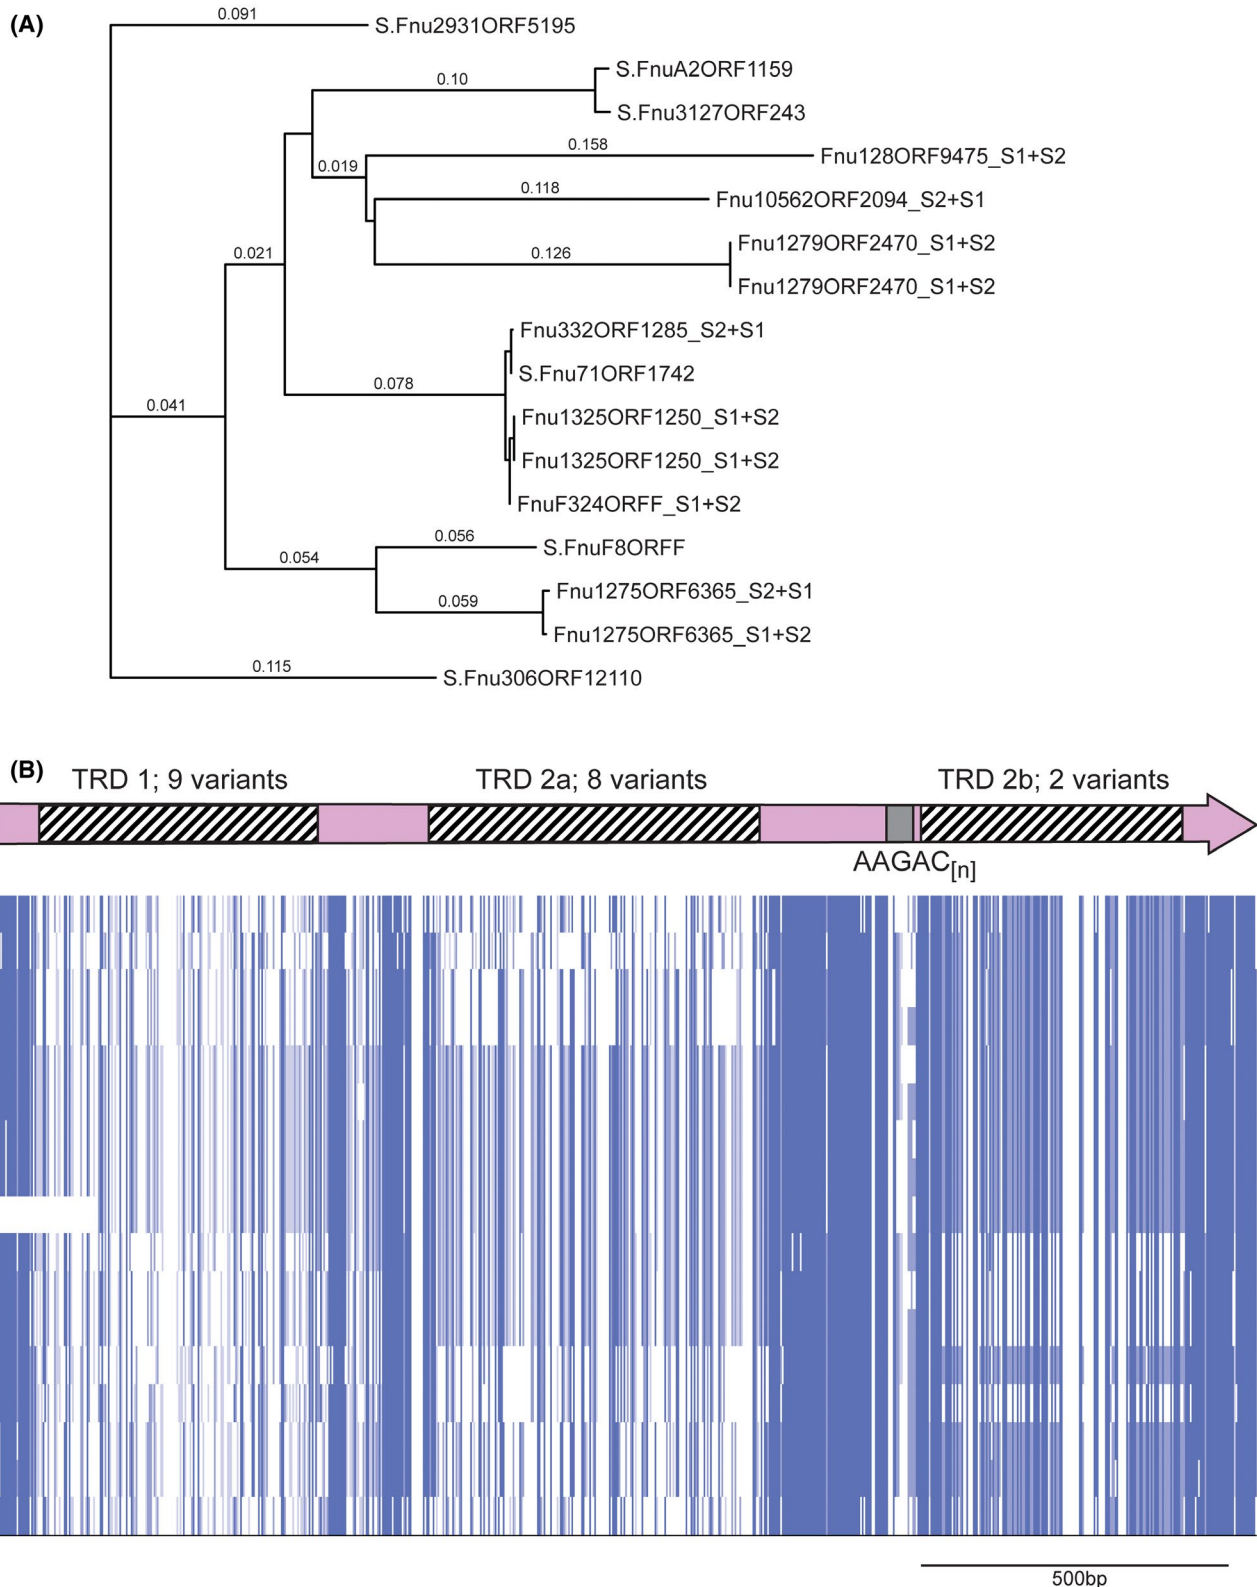 (A)
0.091
S.Fnu2931ORF5195
S.FnuA2ORF1159
0.10
S.Fnu3127ORF243
0.158
Fnu128ORF9475_S1+S2
0.019
0.118
Fnu10562ORF2094_S2+S1
Fnu1279ORF2470_S1+S2
0.021
0.126
Fnu1279ORF2470_S1+S2
Fnu332ORF1285_S2+S1
S.Fnu71ORF1742
0.078
0.041
Fnu1325ORF1250_S1+S2
Fnu1325ORF1250_S1+S2
FnuF324ORFF_S1+S2
0.056
S.FnuF8ORFF
0.054
Fnu1275ORF6365_S2+S1
0.059
Fnu1275ORF6365_S1+S2
0.115
S.Fnu306ORF12110
(B)
TRD 1; 9 variants
TRD 2a; 8 variants
TRD 2b; 2 variants
AAGAC[n]
500bp